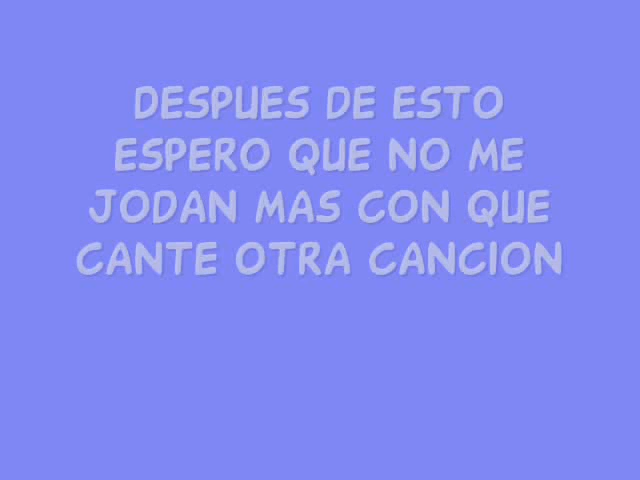 DESPUES DE ESTO
ESPERO QUE NO ME
JODAN MAS CON QUE
CANTE OTRA CANCION